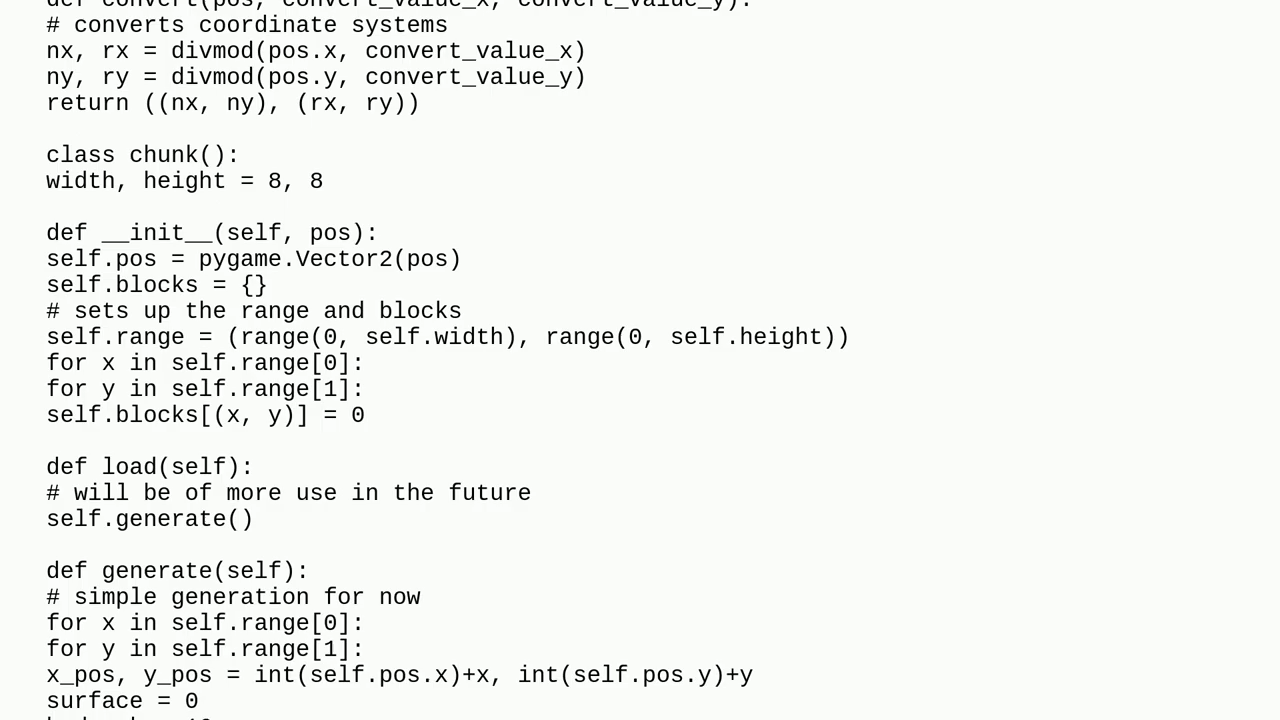 def convert(pos, convert_value_x, convert_value_y):
# converts coordinate systems
nx, rx = divmod(pos.x, convert_value_x)
ny, ry = divmod(pos.y, convert_value_y)
return ((nx, ny), (rx, ry))

class chunk():
width, height = 8, 8

def __init__(self, pos):
self.pos = pygame.Vector2(pos)
self.blocks = {}
# sets up the range and blocks
self.range = (range(0, self.width), range(0, self.height))
for x in self.range[0]:
for y in self.range[1]:
self.blocks[(x, y)] = 0

def load(self):
# will be of more use in the future
self.generate()

def generate(self):
# simple generation for now
for x in self.range[0]:
for y in self.range[1]:
x_pos, y_pos = int(self.pos.x)+x, int(self.pos.y)+y
surface = 0